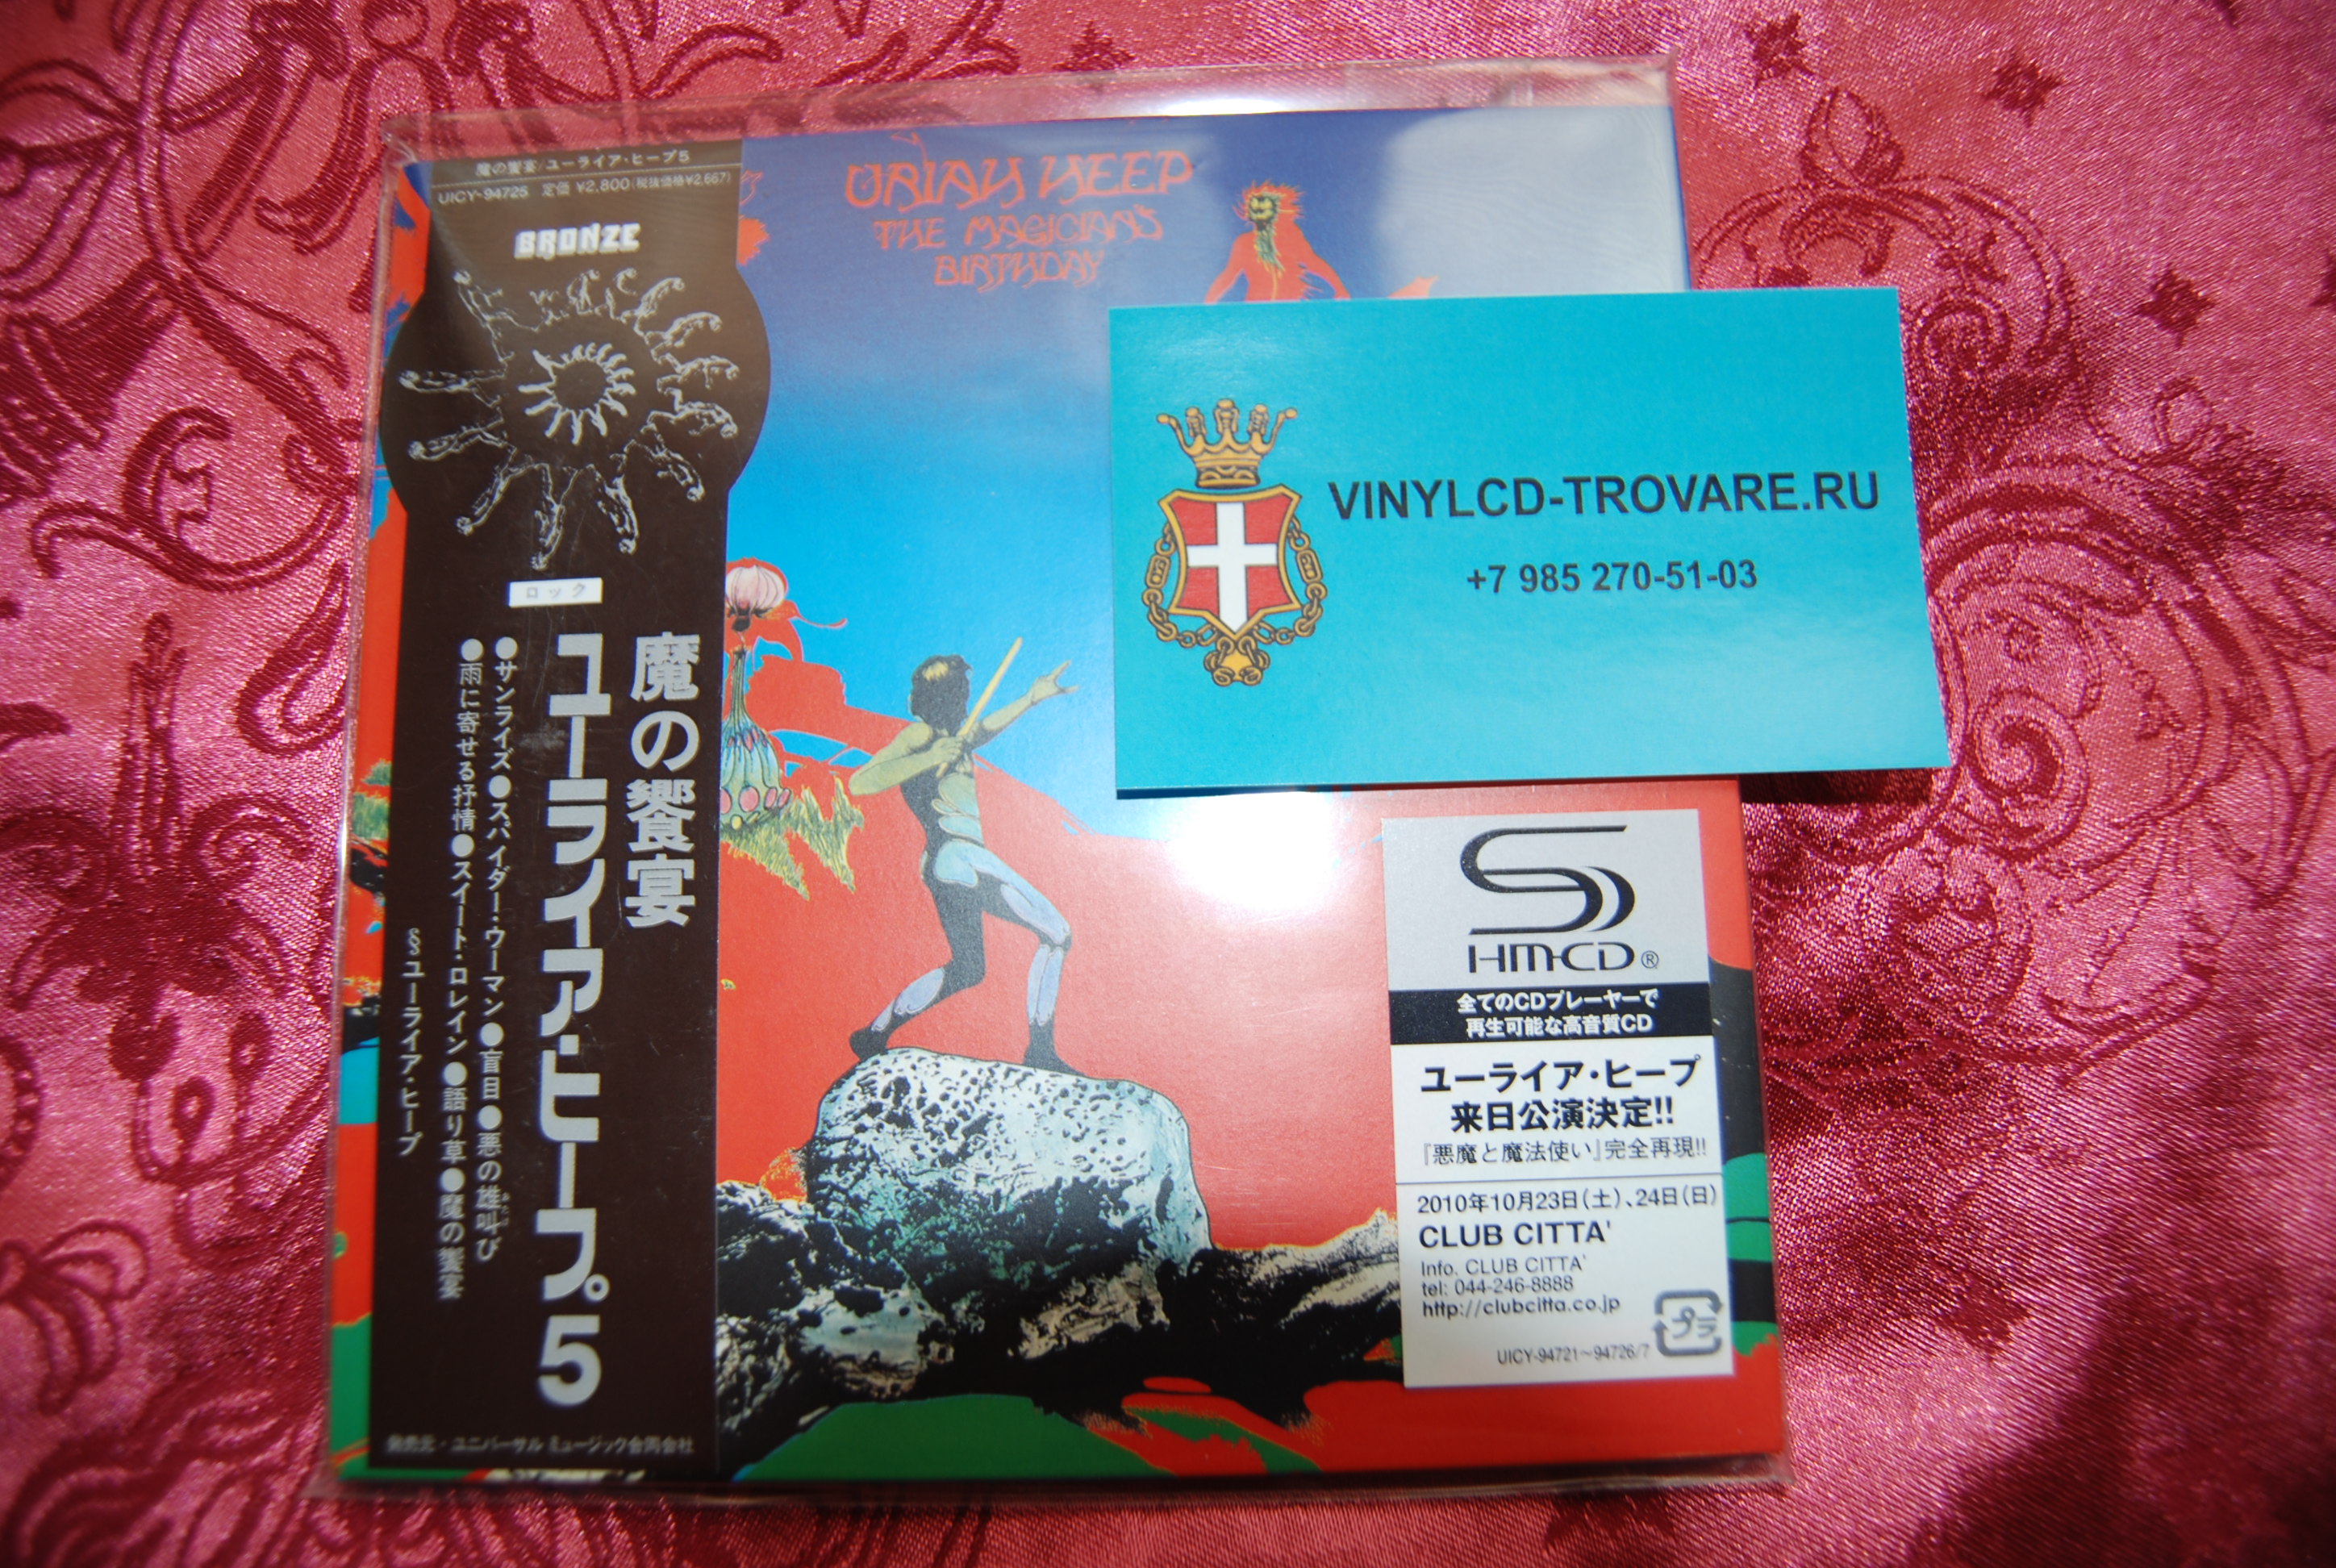 魔の饗宴/ユーライア・ヒープ5
UICY-94725 定価 ¥2,800(税抜価格¥2,667)
BRONZE
ロック
魔の饗宴
ユーライア・ヒープ。5
●サンライズ●スパイダー・ウーマン●盲目●悪の雄叫び
おたけ
●雨に寄せる抒情●スイート・ロレイン●語り草●魔の饗宴
§ユーライア・ヒープ
発売元・ユニバーサル ミュージック合同会社
URIAH HEEP
THE MAGICIAN'S
BIRTHDAY
VINYLCD-TROVARE.RU
+7 985 270-51-03
SHM-CD®
全てのCDプレーヤーで
再生可能な高音質CD
ユーライア・ヒープ
来日公演決定!!
『悪魔と魔法使い』完全再現!!
2010年10月23日(土)、24日(日)
CLUB CITTA'
Info. CLUB CITTA'
tel: 044-246-8888
http://clubcitta.co.jp
プラ
UICY-94721~94726/7